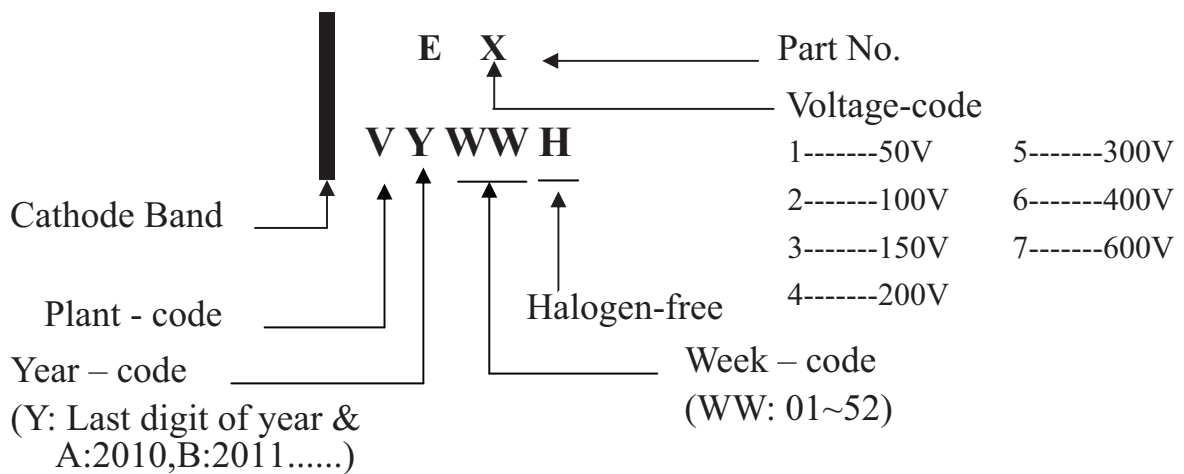 E X
Part No.
Voltage-code
V Y WW H
1-------50V 5-------300V
2-------100V 6-------400V
3-------150V 7-------600V
4-------200V
Cathode Band
Plant - code
Halogen-free
Year – code
(Y: Last digit of year &
A:2010,B:2011......)
Week – code
(WW: 01~52)